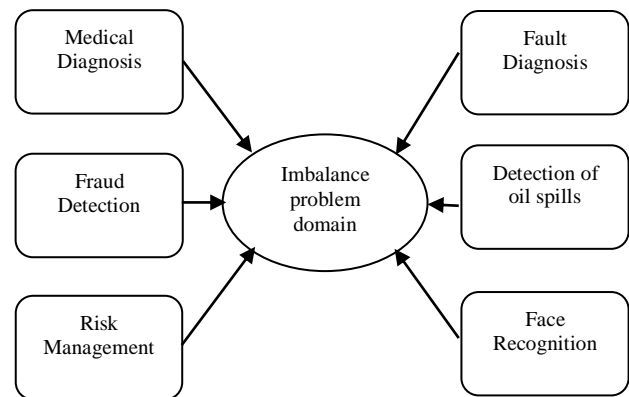 Medical
Diagnosis
Fault
Diagnosis
Fraud
Detection
Imbalance
problem
domain
Detection of
oil spills
Risk
Management
Face
Recognition